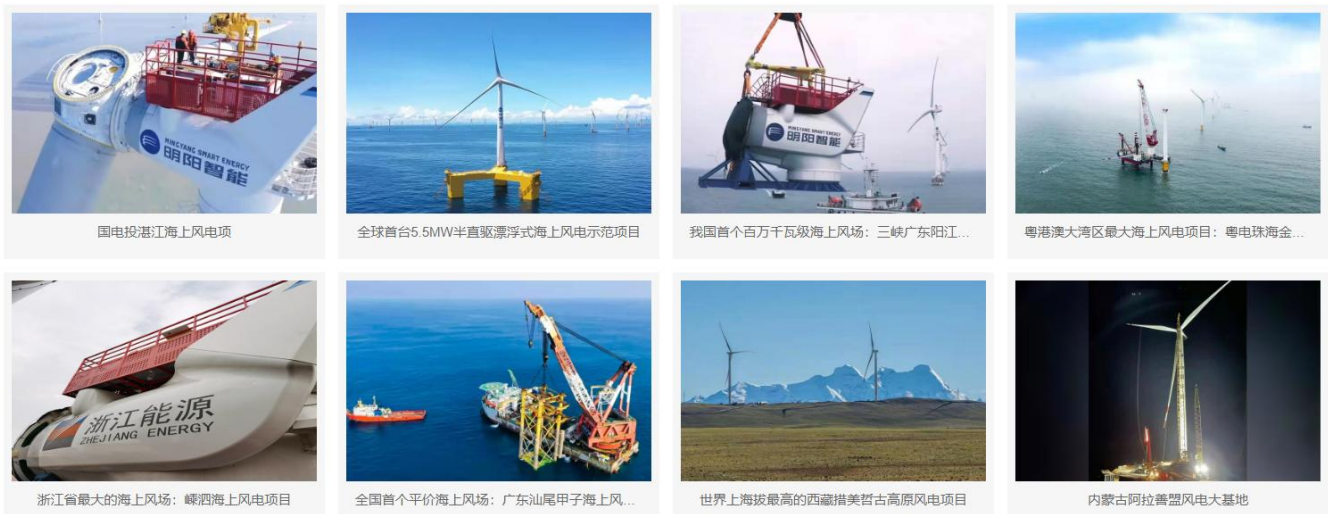 MINGYANG SMART ENERGY
明阳智能
MINGYANG SMART ENERGY
明阳智能
国电投湛江海上风电项
全球首台5.5MW半直驱漂浮式海上风电示范项目
我国首个百万千瓦级海上风场：三峡广东阳江...
粤港澳大湾区最大海上风电项目：粤电珠海金...
浙江能源
ZHEJIANG ENERGY
浙江省最大的海上风场：嵊泗海上风电项目
全国首个平价海上风场：广东汕尾甲子海上风...
世界上海拔最高的西藏措美哲古高原风电项目
内蒙古阿拉善盟风电大基地